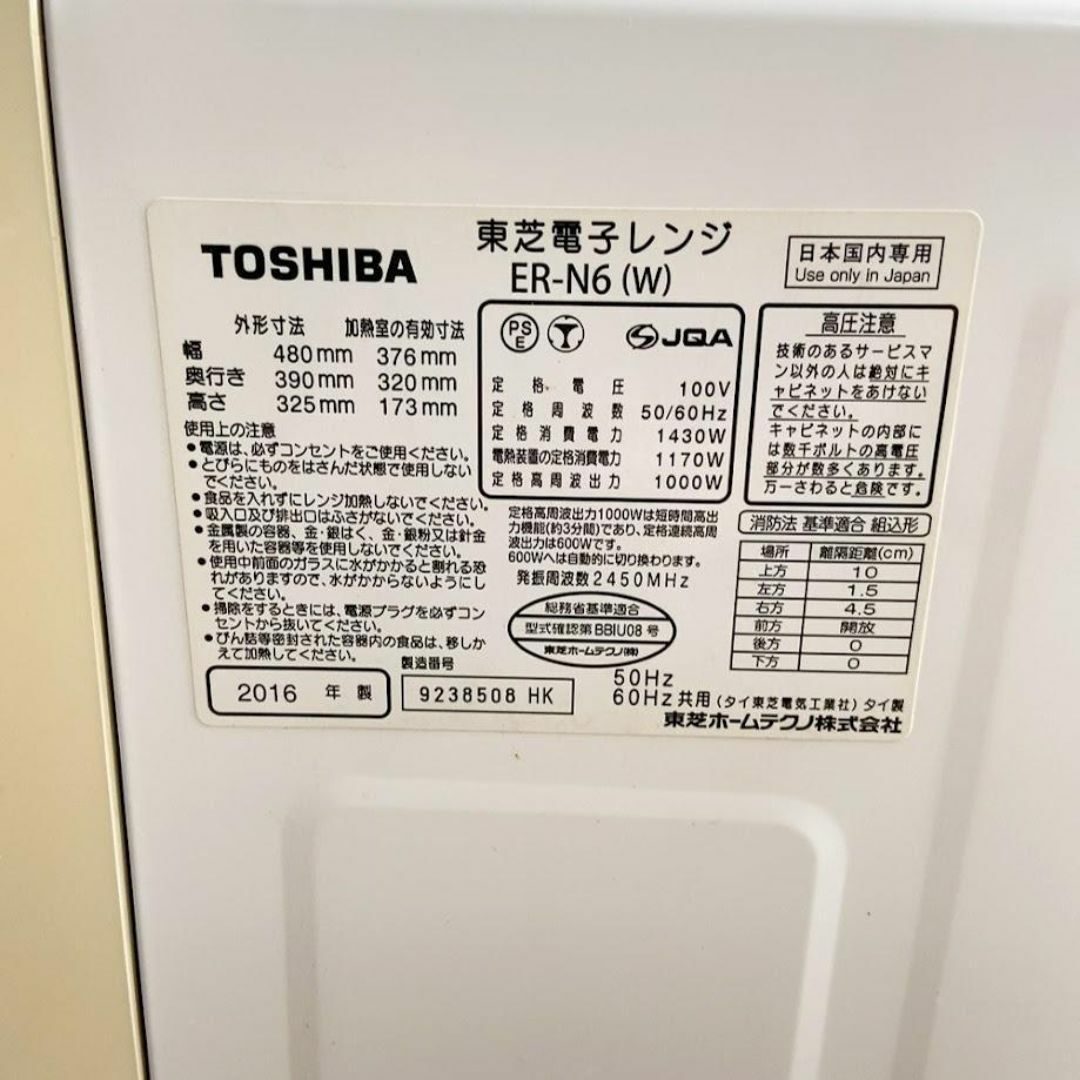 TOSHIBA
東芝電子レンジ
ER-N6 (W)
日本国内専用
Use only in Japan
外形寸法 加熱室の有効寸法
幅 480mm 376mm
奥行き 390mm 320mm
高さ 325mm 173mm
使用上の注意
●電源は、必ずコンセントをご使用ください。
●とびらにものをはさんだ状態で使用しない
でください。
●食品を入れずにレンジ加熱しないでください。
●吸入口及び排出口はふさがないでください。
●金属製の容器、金・銀はく、金・銀粉又は針金
を用いた容器等を使用しないでください。
●使用中前面のガラスに水がかかると割れる恐
れがありますので、水がかからないようにし
てください。
●掃除をするときには、電源プラグを必ずコン
セントから抜いてください。
●びん詰等密封された容器内の食品は、移しか
えて加熱してください。
2016 年 製
製造番号
9238508 HK
PS
E
JQA
定格電圧 100V
定格周波数 50/60Hz
定格消費電力 1430W
電熱装置の定格消費電力 1170W
定格高周波出力 1000W
定格高周波出力1000Wは短時間高出
力機能(約3分間)であり、定格連続高周
波出力は600Wです。
600Wへは自動的に切り換わります。
発振周波数2450MHz
総務省基準適合
型式確認第BBIU08号
東芝ホームテクノ(株)
高圧注意
技術のあるサービスマ
ン以外の人は絶対にキ
ャビネットをあけない
でください。
キャビネットの内部に
は数千ボルトの高電圧
部分が数多くあります。
万一さわると危険です。
消防法 基準適合 組込形
場所 離隔距離(cm)
上方 10
左方 1.5
右方 4.5
前方 開放
後方 0
下方 0
50Hz
60Hz 共用 (タイ東芝電気工業社) タイ製
東芝ホームテクノ株式会社